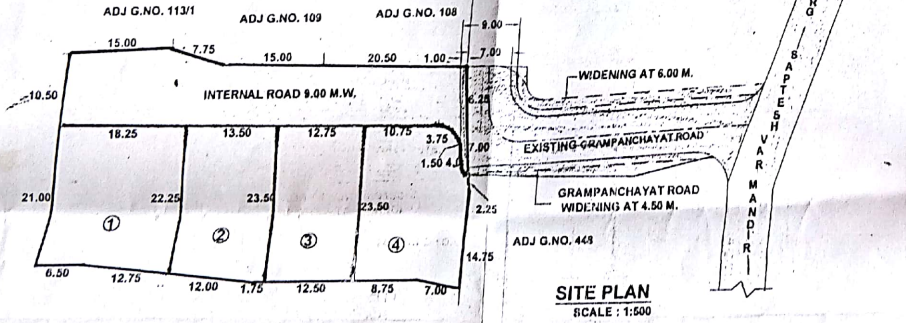 ADJ G.NO. 113/1
ADJ G.NO. 109
ADJ G.NO. 108
9.00
15.00
7.75
15.00
20.50
1.00
7.00
WIDENING AT 6.00 M.
10.50
INTERNAL ROAD 9.00 M.W.
6.25
18.25
13.50
12.75
10.75
3.75
7.00
EXISTING GRAMPANCHAYAT ROAD
1.50
SAPTESHWAR MANDIR
21.00
22.25
23.50
23.50
GRAMPANCHAYAT ROAD
WIDENING AT 4.50 M.
2.25
1
2
3
4
ADJ G.NO. 448
14.75
6.50
12.75
12.00
1.75
12.50
8.75
7.00
SITE PLAN
SCALE : 1:500